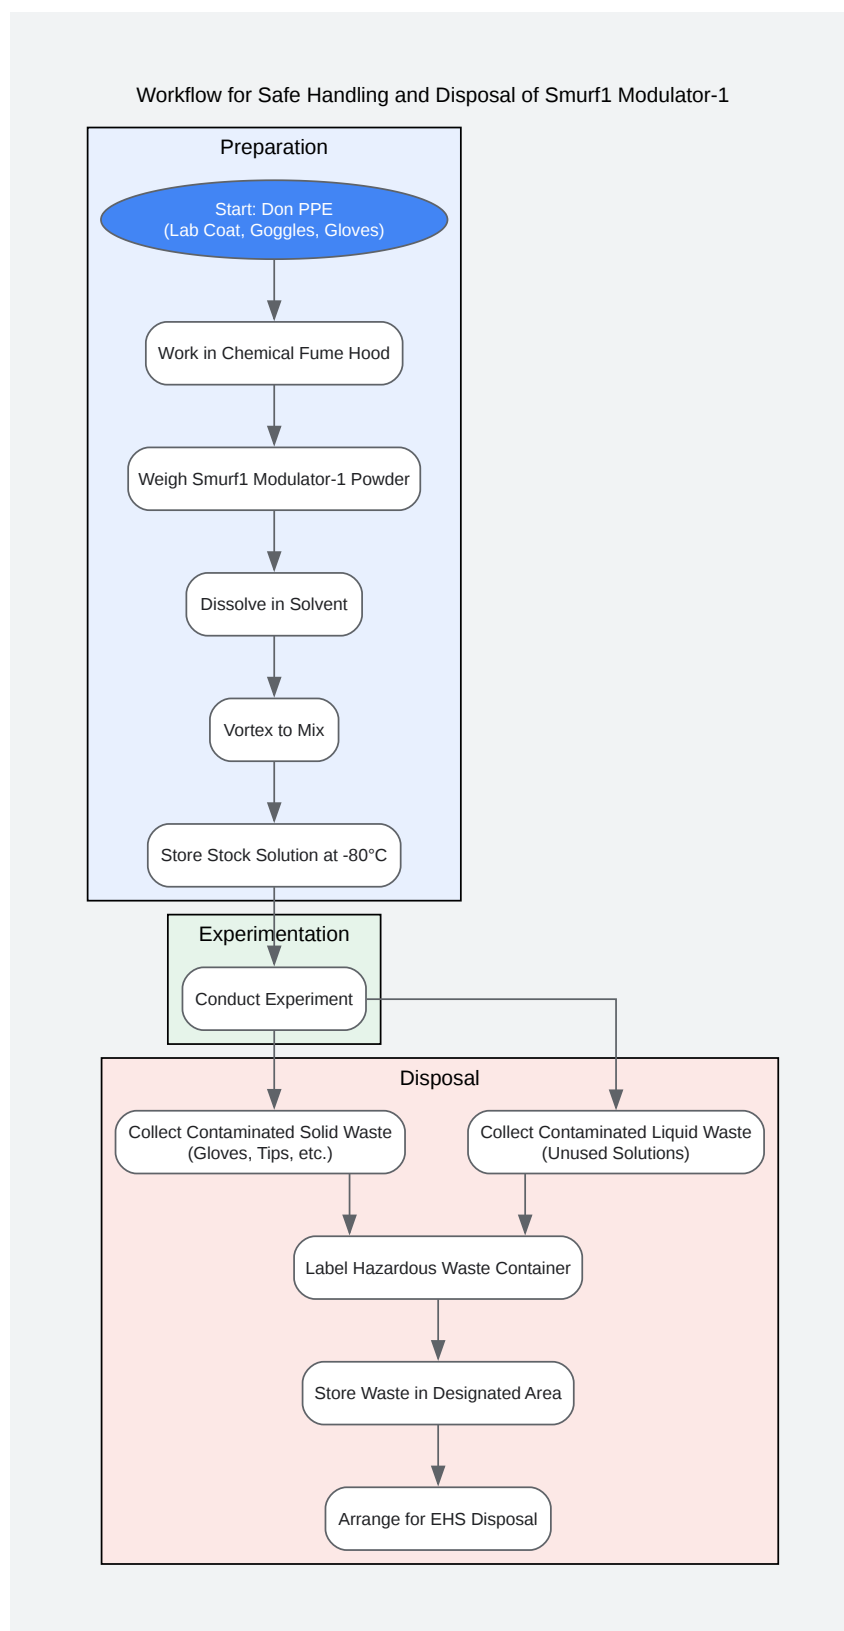 Workflow for Safe Handling and Disposal of Smurf1 Modulator-1
Preparation
Start: Don PPE
(Lab Coat, Goggles, Gloves)
Work in Chemical Fume Hood
Weigh Smurf1 Modulator-1 Powder
Dissolve in Solvent
Vortex to Mix
Store Stock Solution at -80°C
Experimentation
Conduct Experiment
Disposal
Collect Contaminated Solid Waste
(Gloves, Tips, etc.)
Collect Contaminated Liquid Waste
(Unused Solutions)
Label Hazardous Waste Container
Store Waste in Designated Area
Arrange for EHS Disposal